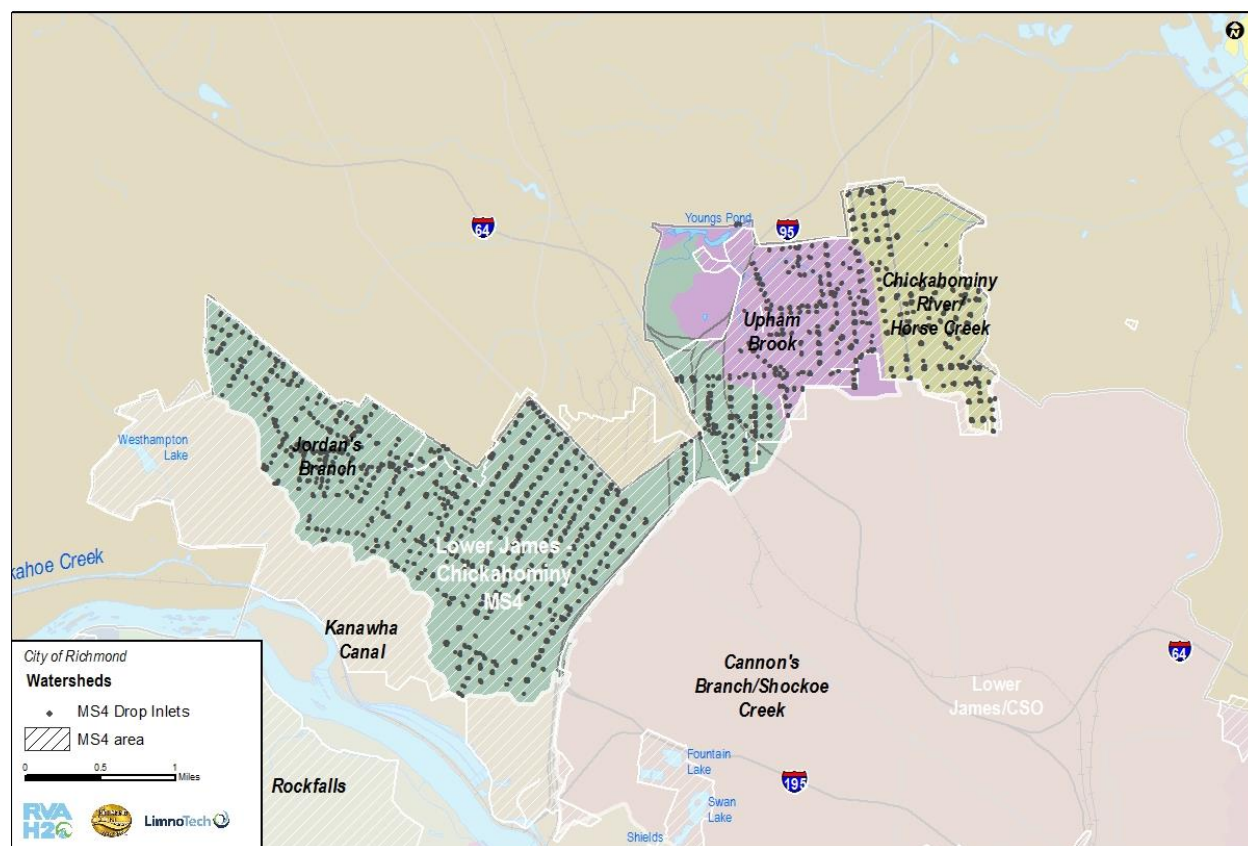 N
64
Youngs Pond
95
Chickahominy
River/
Horse Creek
Upham
Brook
Westhampton
Lake
Jordan's
Branch
Lower James -
Chickahominy
MS4
kahoe Creek
Kanawha
Canal
Cannon's
Branch/Shockoe
Creek
64
Lower
James/CSO
Fountain
Lake
195
Swan
Lake
Shields
Rockfalls
City of Richmond
Watersheds
MS4 Drop Inlets
MS4 area
0 0.5 1
Miles
RVA
H2O
LimnoTech